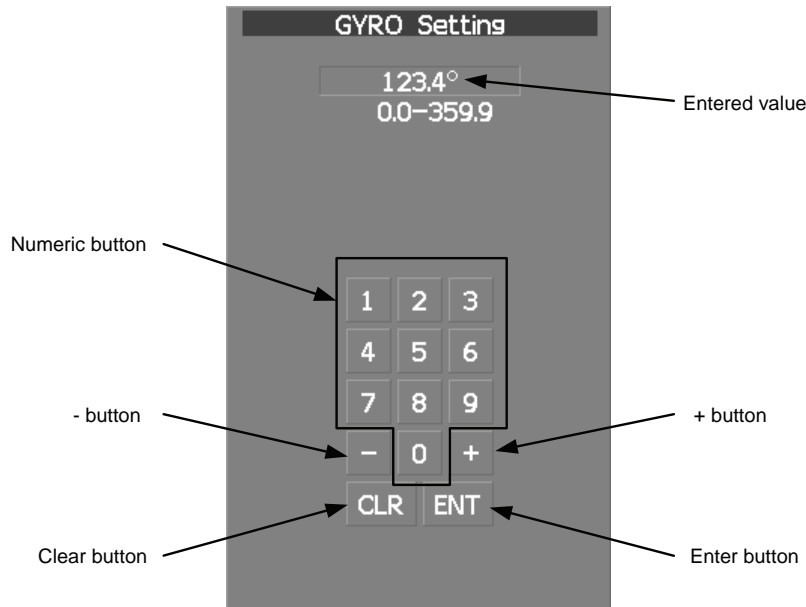 GYRO Setting
123.4°
0.0-359.9
Entered value
Numeric button
1 2 3
4 5 6
7 8 9
- button
- 0 +
+ button
CLR ENT
Clear button
Enter button